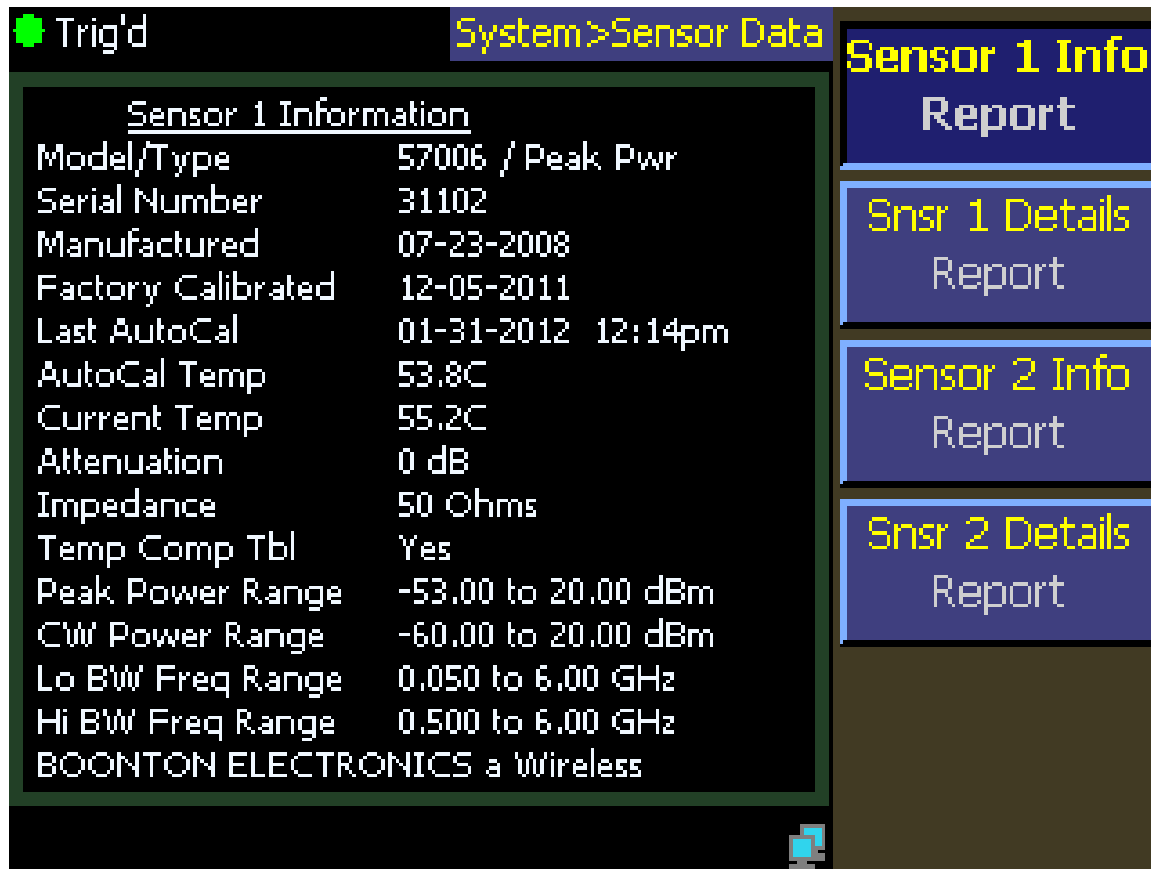 Trig'd
System>Sensor Data
Sensor 1 Information
Model/Type 57006 / Peak Pwr
Serial Number 31102
Manufactured 07-23-2008
Factory Calibrated 12-05-2011
Last AutoCal 01-31-2012 12:14pm
AutoCal Temp 53.8C
Current Temp 55.2C
Attenuation 0 dB
Impedance 50 Ohms
Temp Comp Tbl Yes
Peak Power Range -53.00 to 20.00 dBm
CW Power Range -60.00 to 20.00 dBm
Lo BW Freq Range 0.050 to 6.00 GHz
Hi BW Freq Range 0.500 to 6.00 GHz
BOONTON ELECTRONICS a Wireless
Sensor 1 Info
Report
Snsr 1 Details
Report
Sensor 2 Info
Report
Snsr 2 Details
Report